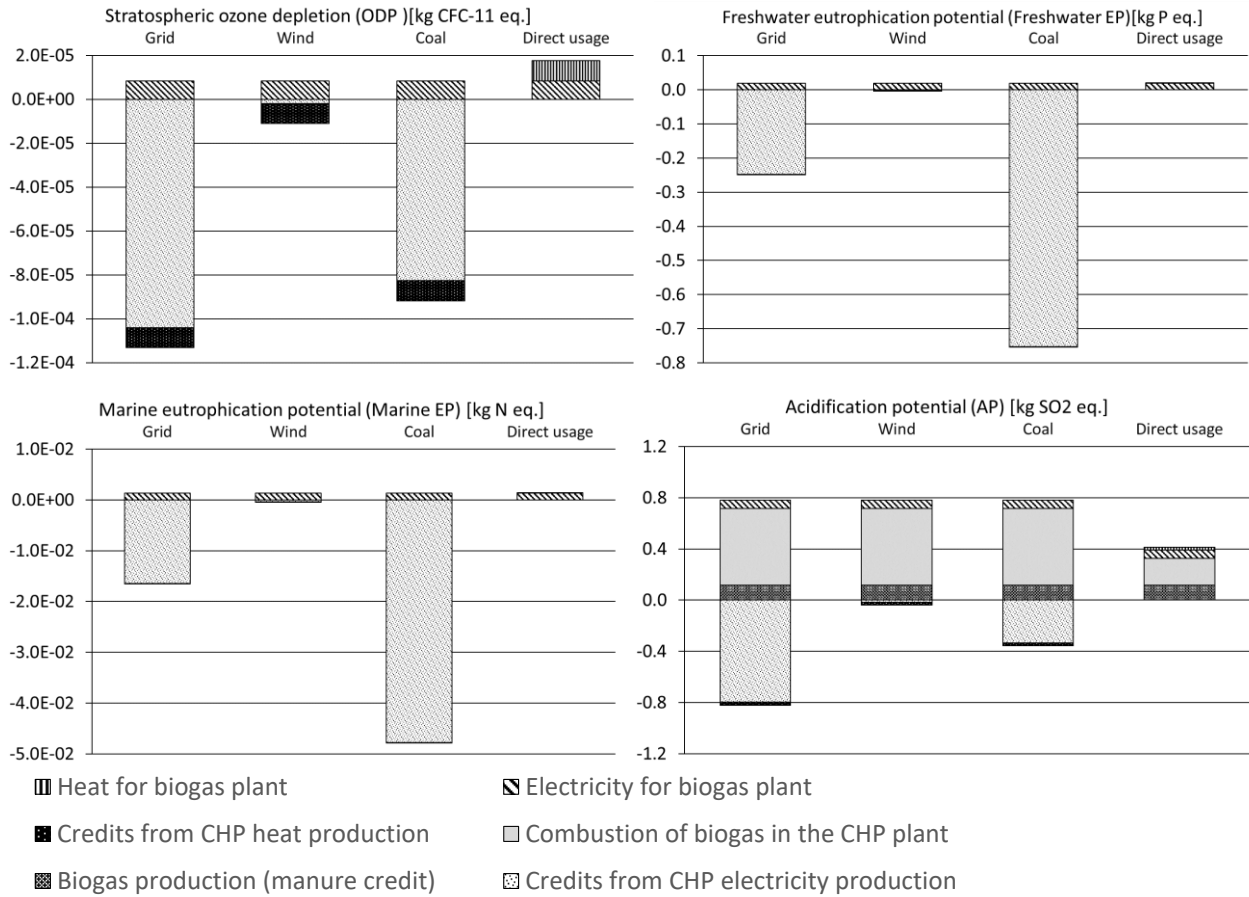 Stratospheric ozone depletion (ODP )[kg CFC-11 eq.]
Grid Wind Coal Direct usage
2.0E-05
0.0E+00
-2.0E-05
-4.0E-05
-6.0E-05
-8.0E-05
-1.0E-04
-1.2E-04
Freshwater eutrophication potential (Freshwater EP)[kg P eq.]
Grid Wind Coal Direct usage
0.1
0.0
-0.1
-0.2
-0.3
-0.4
-0.5
-0.6
-0.7
-0.8
Marine eutrophication potential (Marine EP) [kg N eq.]
Grid Wind Coal Direct usage
1.0E-02
0.0E+00
-1.0E-02
-2.0E-02
-3.0E-02
-4.0E-02
-5.0E-02
Acidification potential (AP) [kg SO2 eq.]
Grid Wind Coal Direct usage
1.2
0.8
0.4
0.0
-0.4
-0.8
-1.2
Heat for biogas plant
Electricity for biogas plant
Credits from CHP heat production
Combustion of biogas in the CHP plant
Biogas production (manure credit)
Credits from CHP electricity production